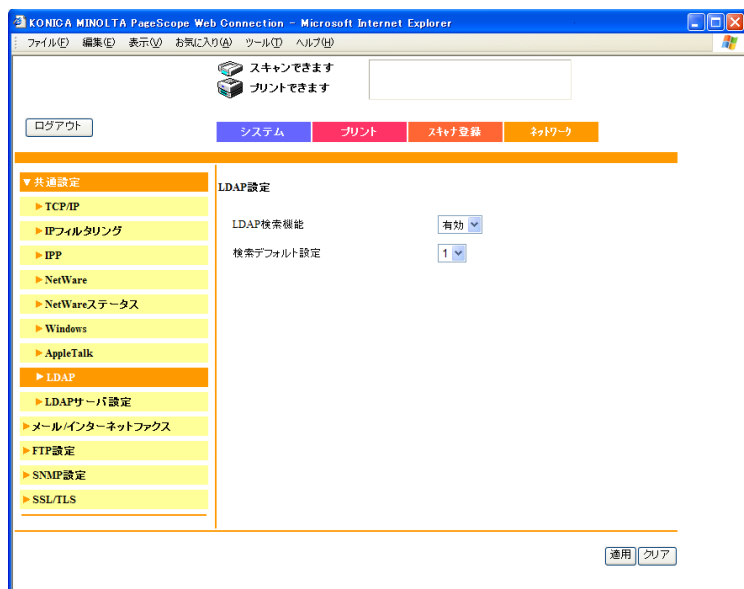 KONICA MINOLTA PageScope Web Connection - Microsoft Internet Explorer
ファイル(F) 編集(E) 表示(V) お気に入り(A) ツール(T) ヘルプ(H)
スキャンできます
プリントできます
ログアウト
システム プリント スキャナ登録 ネットワーク
▼共通設定
▶TCP/IP
▶IPフィルタリング
▶IPP
▶NetWare
▶NetWareステータス
▶Windows
▶AppleTalk
▶LDAP
▶LDAPサーバ設定
▶メール/インターネットファクス
▶FTP設定
▶SNMP設定
▶SSL/TLS
LDAP設定
LDAP検索機能 有効
検索デフォルト設定 1
適用 クリア